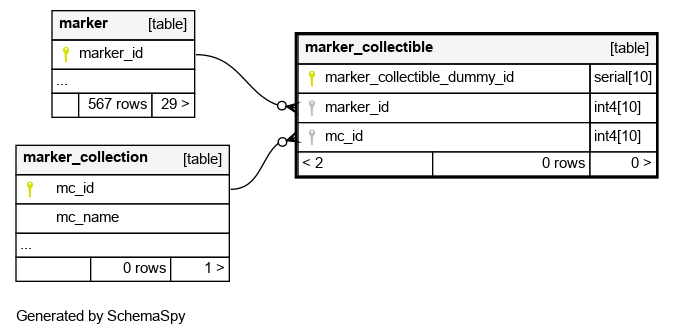 marker [table]
marker_id
...
567 rows 29 >
marker_collectible [table]
marker_collectible_dummy_id serial[10]
marker_id int4[10]
mc_id int4[10]
< 2 0 rows 0 >
marker_collection [table]
mc_id
mc_name
...
0 rows 1 >
Generated by SchemaSpy